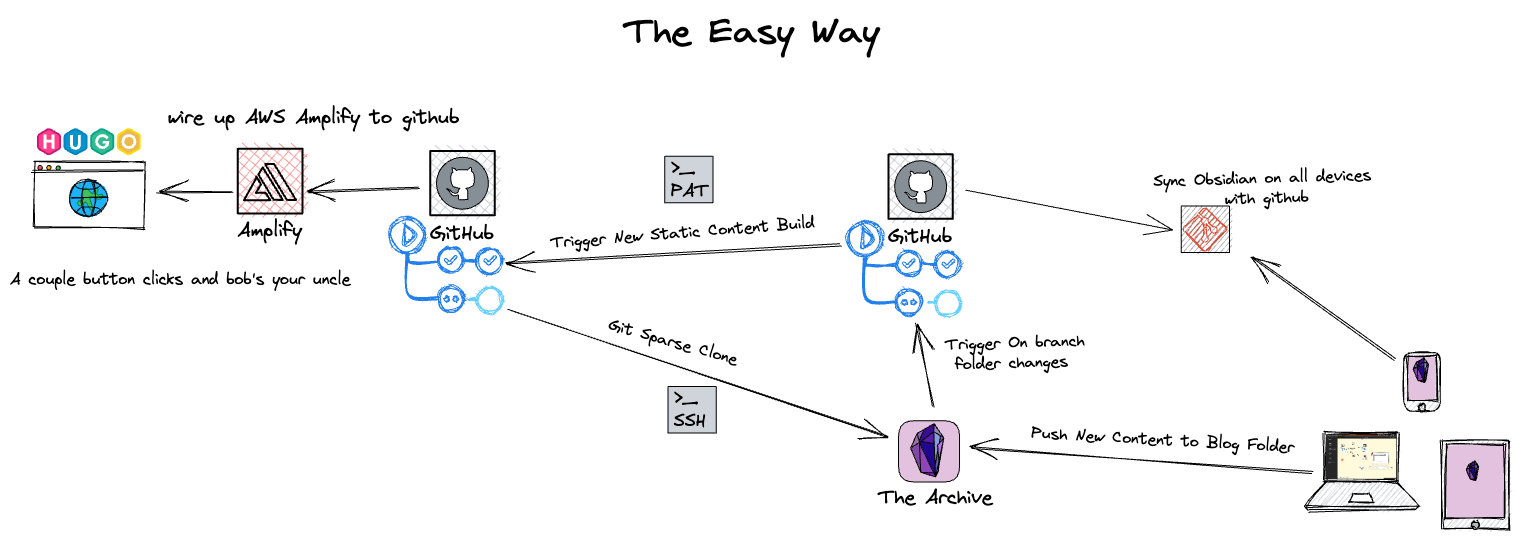 The Easy Way
wire up AWS Amplify to github
HUGO
Amplify
A couple button clicks and bob's your uncle
GitHub
>_
PAT
Trigger New Static Content Build
GitHub
Sync Obsidian on all devices
with github
Git Sparse Clone
>_
SSH
Trigger On branch
folder changes
The Archive
Push New Content to Blog Folder